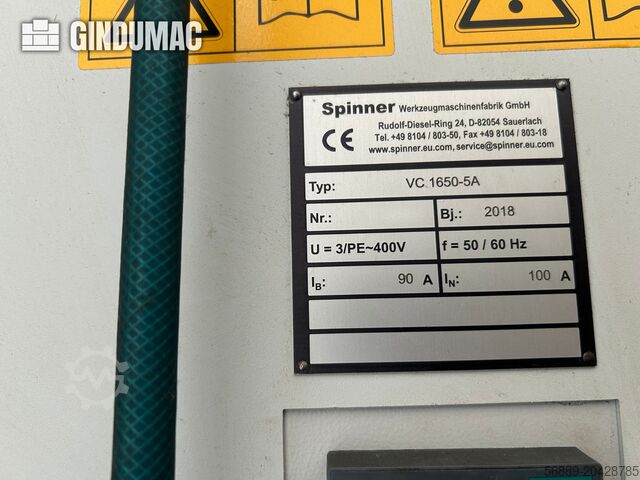 GINDUMAC
Spinner Werkzeugmaschinenfabrik GmbH
Rudolf-Diesel-Ring 24, D-82054 Sauerlach
Tel. +49 8104 / 803-50, Fax +49 8104 / 803-18
www.spinner.eu.com, service@spinner.eu.com
CE
Typ: VC 1650-5A
Nr.: Bj.: 2018
U = 3/PE~400V f = 50 / 60 Hz
IB: 90 A IN: 100 A
56889-20428785